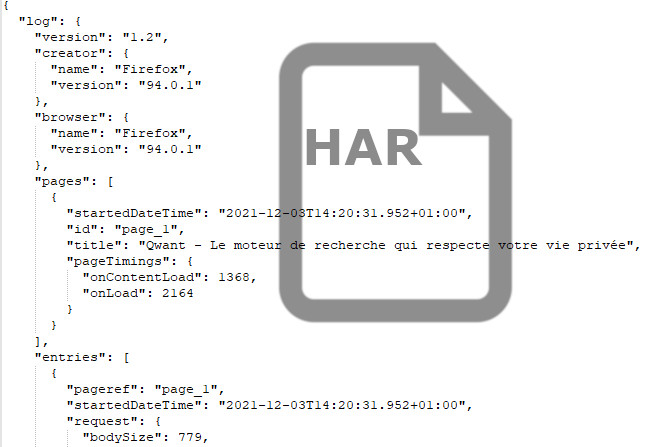 {
"log": {
"version": "1.2",
"creator": {
"name": "Firefox",
"version": "94.0.1"
},
"browser": {
"name": "Firefox",
"version": "94.0.1"
},
"pages": [
{
"startedDateTime": "2021-12-03T14:20:31.952+01:00",
"id": "page_1",
"title": "Qwant - Le moteur de recherche qui respecte votre vie privée",
"pageTimings": {
"onContentLoad": 1368,
"onLoad": 2164
}
}
],
"entries": [
{
"pageref": "page_1",
"startedDateTime": "2021-12-03T14:20:31.952+01:00",
"request": {
"bodySize": 779,
HAR